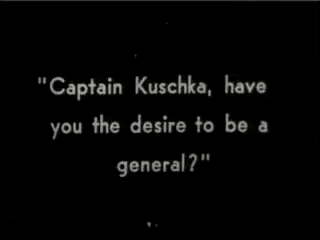 "Captain Kuschka, have
you the desire to be a
general?"